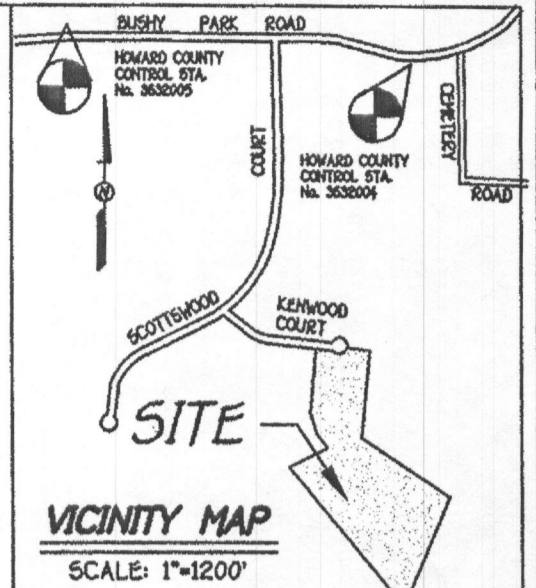 BUSHY PARK ROAD
HOWARD COUNTY
CONTROL STA.
No. 3632005
HOWARD COUNTY
CONTROL STA.
No. 3632004
CEMETERY
ROAD
COURT
N
SCOTTSWOOD
KENWOOD
COURT
SITE
VICINITY MAP
SCALE: 1"=1200'